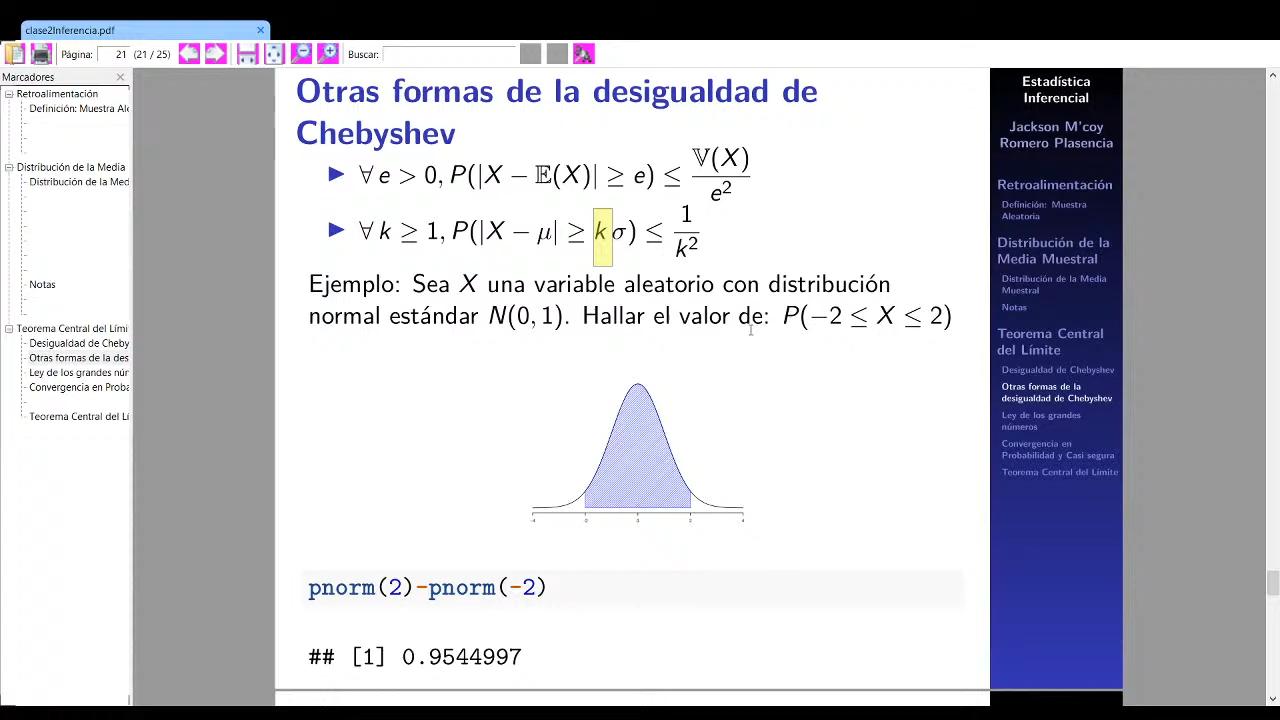 clase2Inferencia.pdf
Página: 21 (21 / 25) Buscar:
Marcadores
Retroalimentación
Definición: Muestra Ale
Distribución de la Media
Distribución de la Med
Notas
Teorema Central del Lími
Desigualdad de Cheby
Otras formas de la des
Ley de los grandes núr
Convergencia en Proba
Teorema Central del Lí
Otras formas de la desigualdad de
Chebyshev
∀ e > 0, P(|X − 𝔼(X)| ≥ e) ≤ 𝕍(X)/e²
∀ k ≥ 1, P(|X − μ| ≥ k σ) ≤ 1/k²
Ejemplo: Sea X una variable aleatorio con distribución
normal estándar N(0, 1). Hallar el valor de: P(−2 ≤ X ≤ 2)
-4 -2 0 2 4
pnorm(2)-pnorm(-2)
## [1] 0.9544997
Estadística
Inferencial
Jackson M'coy
Romero Plasencia
Retroalimentación
Definición: Muestra
Aleatoria
Distribución de la
Media Muestral
Distribución de la Media
Muestral
Notas
Teorema Central
del Límite
Desigualdad de Chebyshev
Otras formas de la
desigualdad de Chebyshev
Ley de los grandes
números
Convergencia en
Probabilidad y Casi segura
Teorema Central del Límite